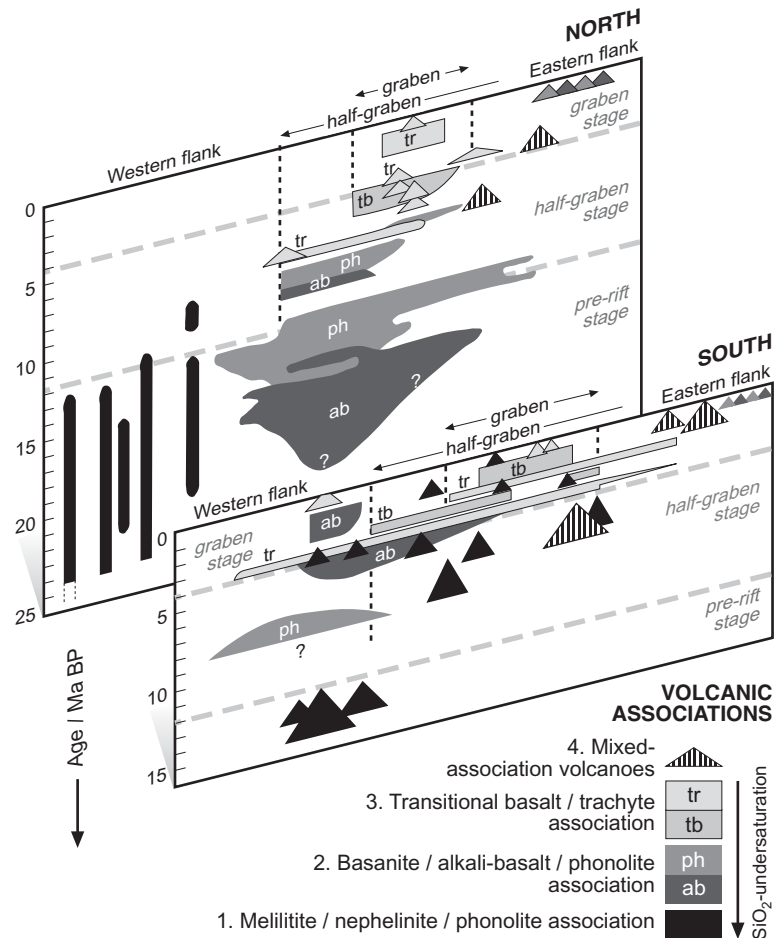 NORTH
Eastern flank
graben
half-graben
Western flank
graben
stage
half-graben
stage
pre-rift
stage
tr
tr
tb
tr
ph
ab
ph
ab
?
?
0
5
10
15
20
25
Age / Ma BP
SOUTH
Eastern flank
graben
half-graben
Western flank
graben
stage
half-graben
stage
pre-rift
stage
tb
tr
ab
tb
tr
ab
ph
?
0
5
10
15
VOLCANIC
ASSOCIATIONS
4. Mixed-
association volcanoes
3. Transitional basalt / trachyte
association
tr
tb
2. Basanite / alkali-basalt / phonolite
association
ph
ab
1. Melilitite / nephelinite / phonolite association
SiO₂-undersaturation